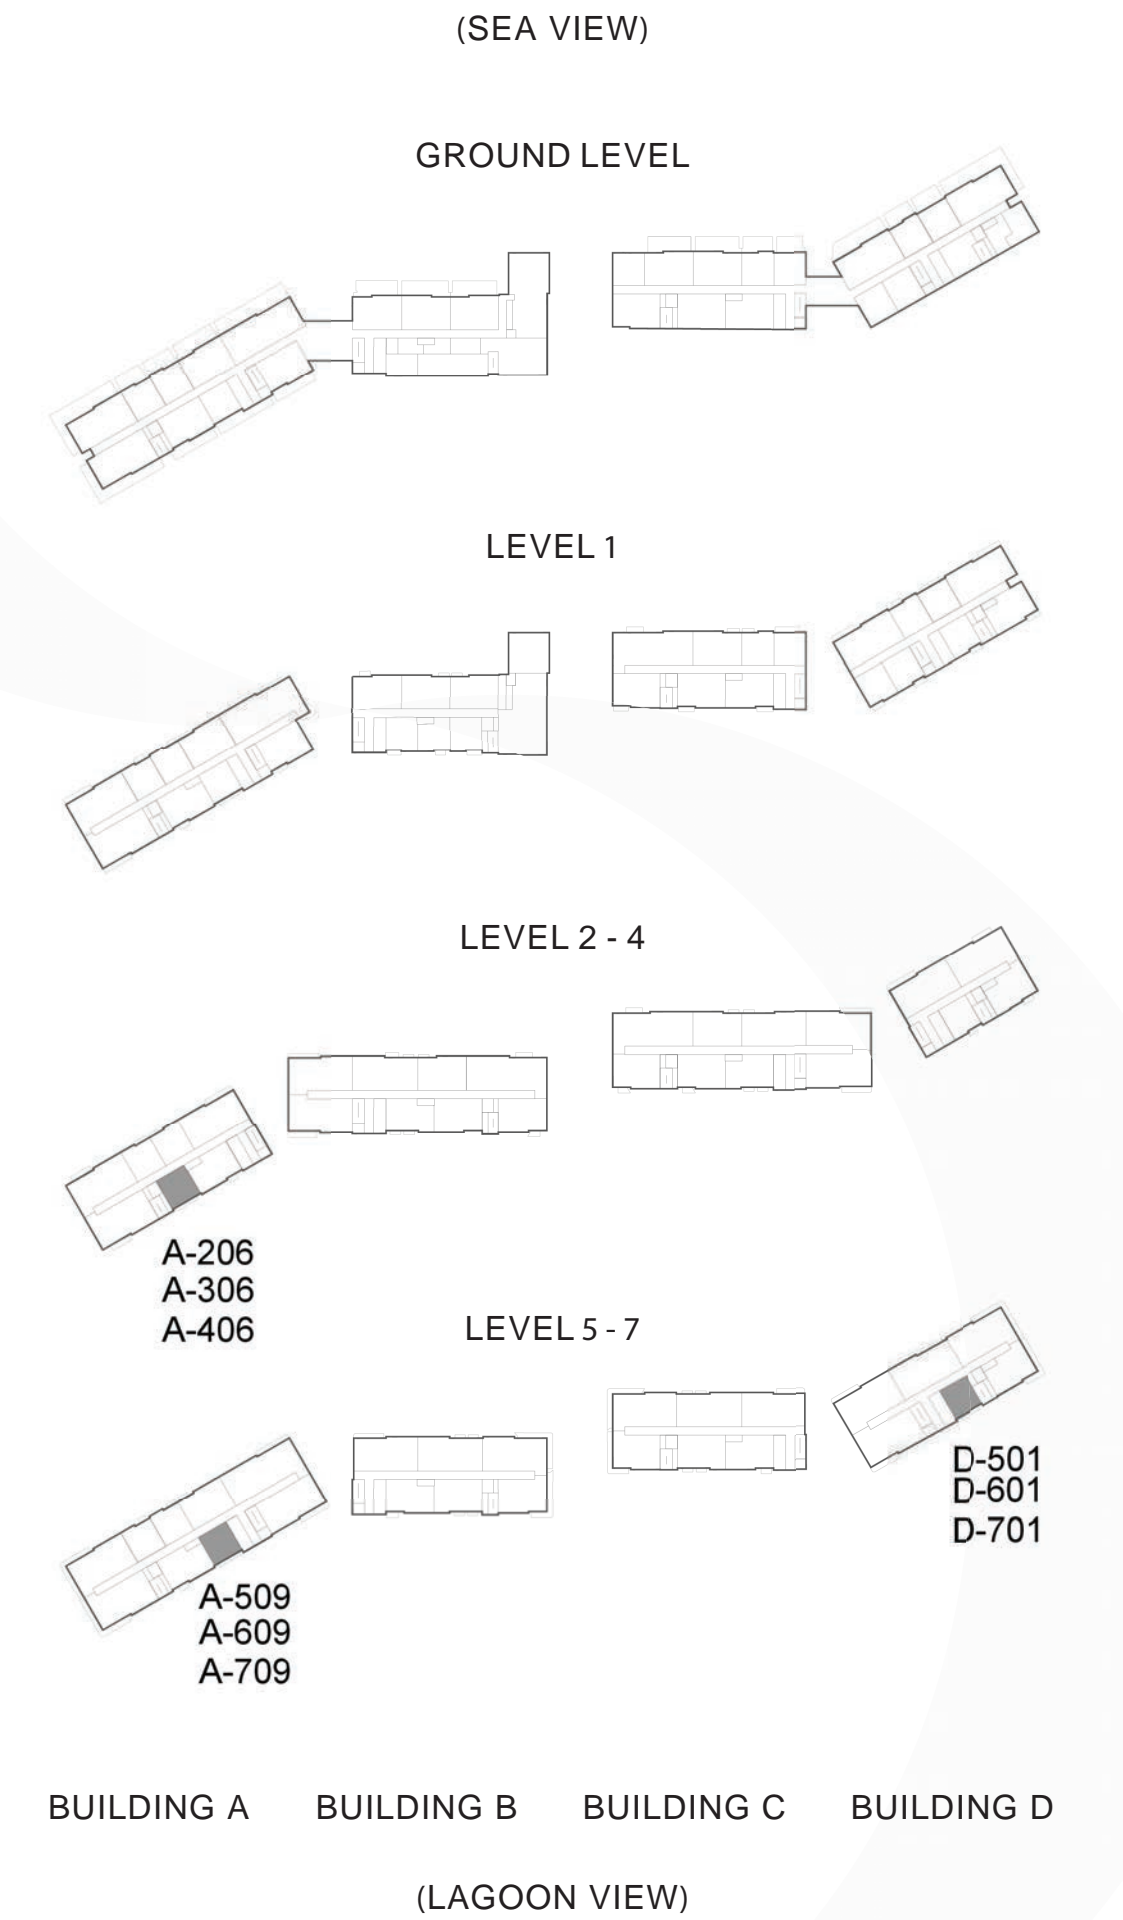 (SEA VIEW)
GROUND LEVEL
LEVEL 1
LEVEL 2 - 4
A-206
A-306
A-406
LEVEL 5 - 7
D-501
D-601
D-701
A-509
A-609
A-709
BUILDING A BUILDING B BUILDING C BUILDING D
(LAGOON VIEW)